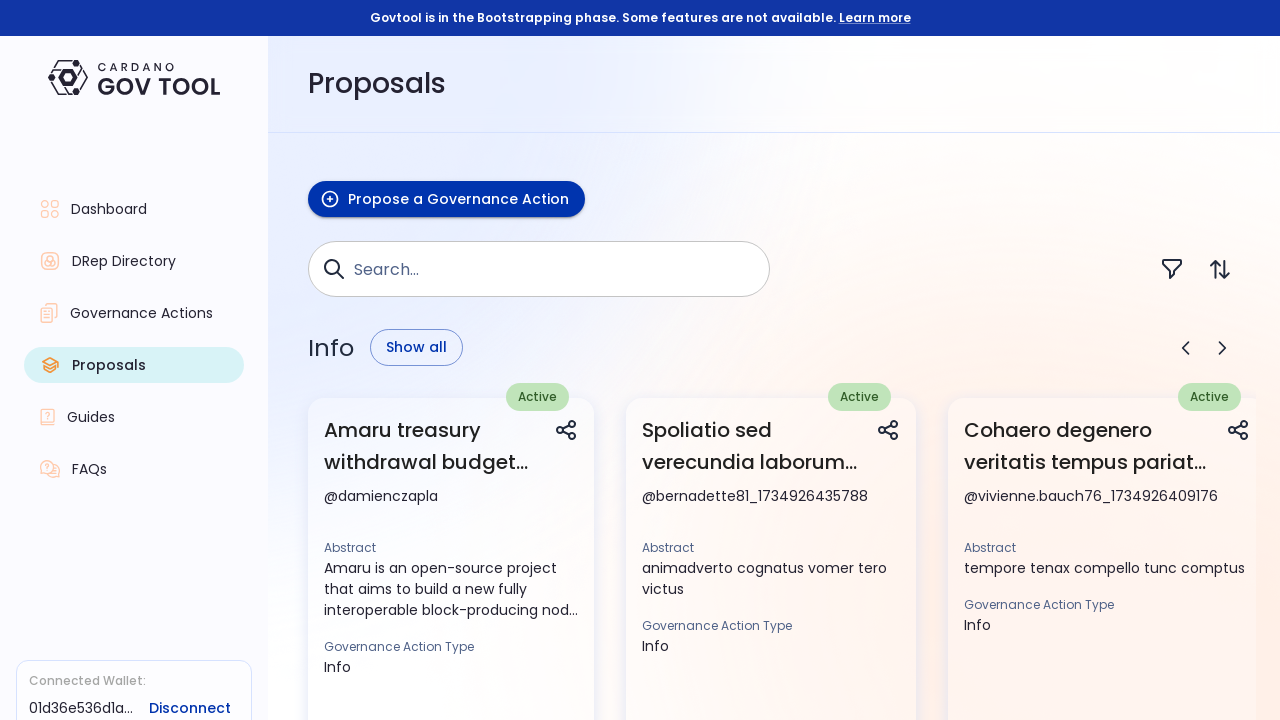 Govtool is in the Bootstrapping phase. Some features are not available. Learn more
CARDANO
GOV TOOL
Proposals
Dashboard
DRep Directory
Governance Actions
Proposals
Guides
FAQs
Connected Wallet:
01d36e536d1a... Disconnect
Propose a Governance Action
Search...
Info Show all
Active
Amaru treasury
withdrawal budget...
@damienczapla
Abstract
Amaru is an open-source project
that aims to build a new fully
interoperable block-producing nod...
Governance Action Type
Info
Active
Spoliatio sed
verecundia laborum...
@bernadette81_1734926435788
Abstract
animadverto cognatus vomer tero
victus
Governance Action Type
Info
Active
Cohaero degenero
veritatis tempus pariat...
@vivienne.bauch76_1734926409176
Abstract
tempore tenax compello tunc comptus
Governance Action Type
Info